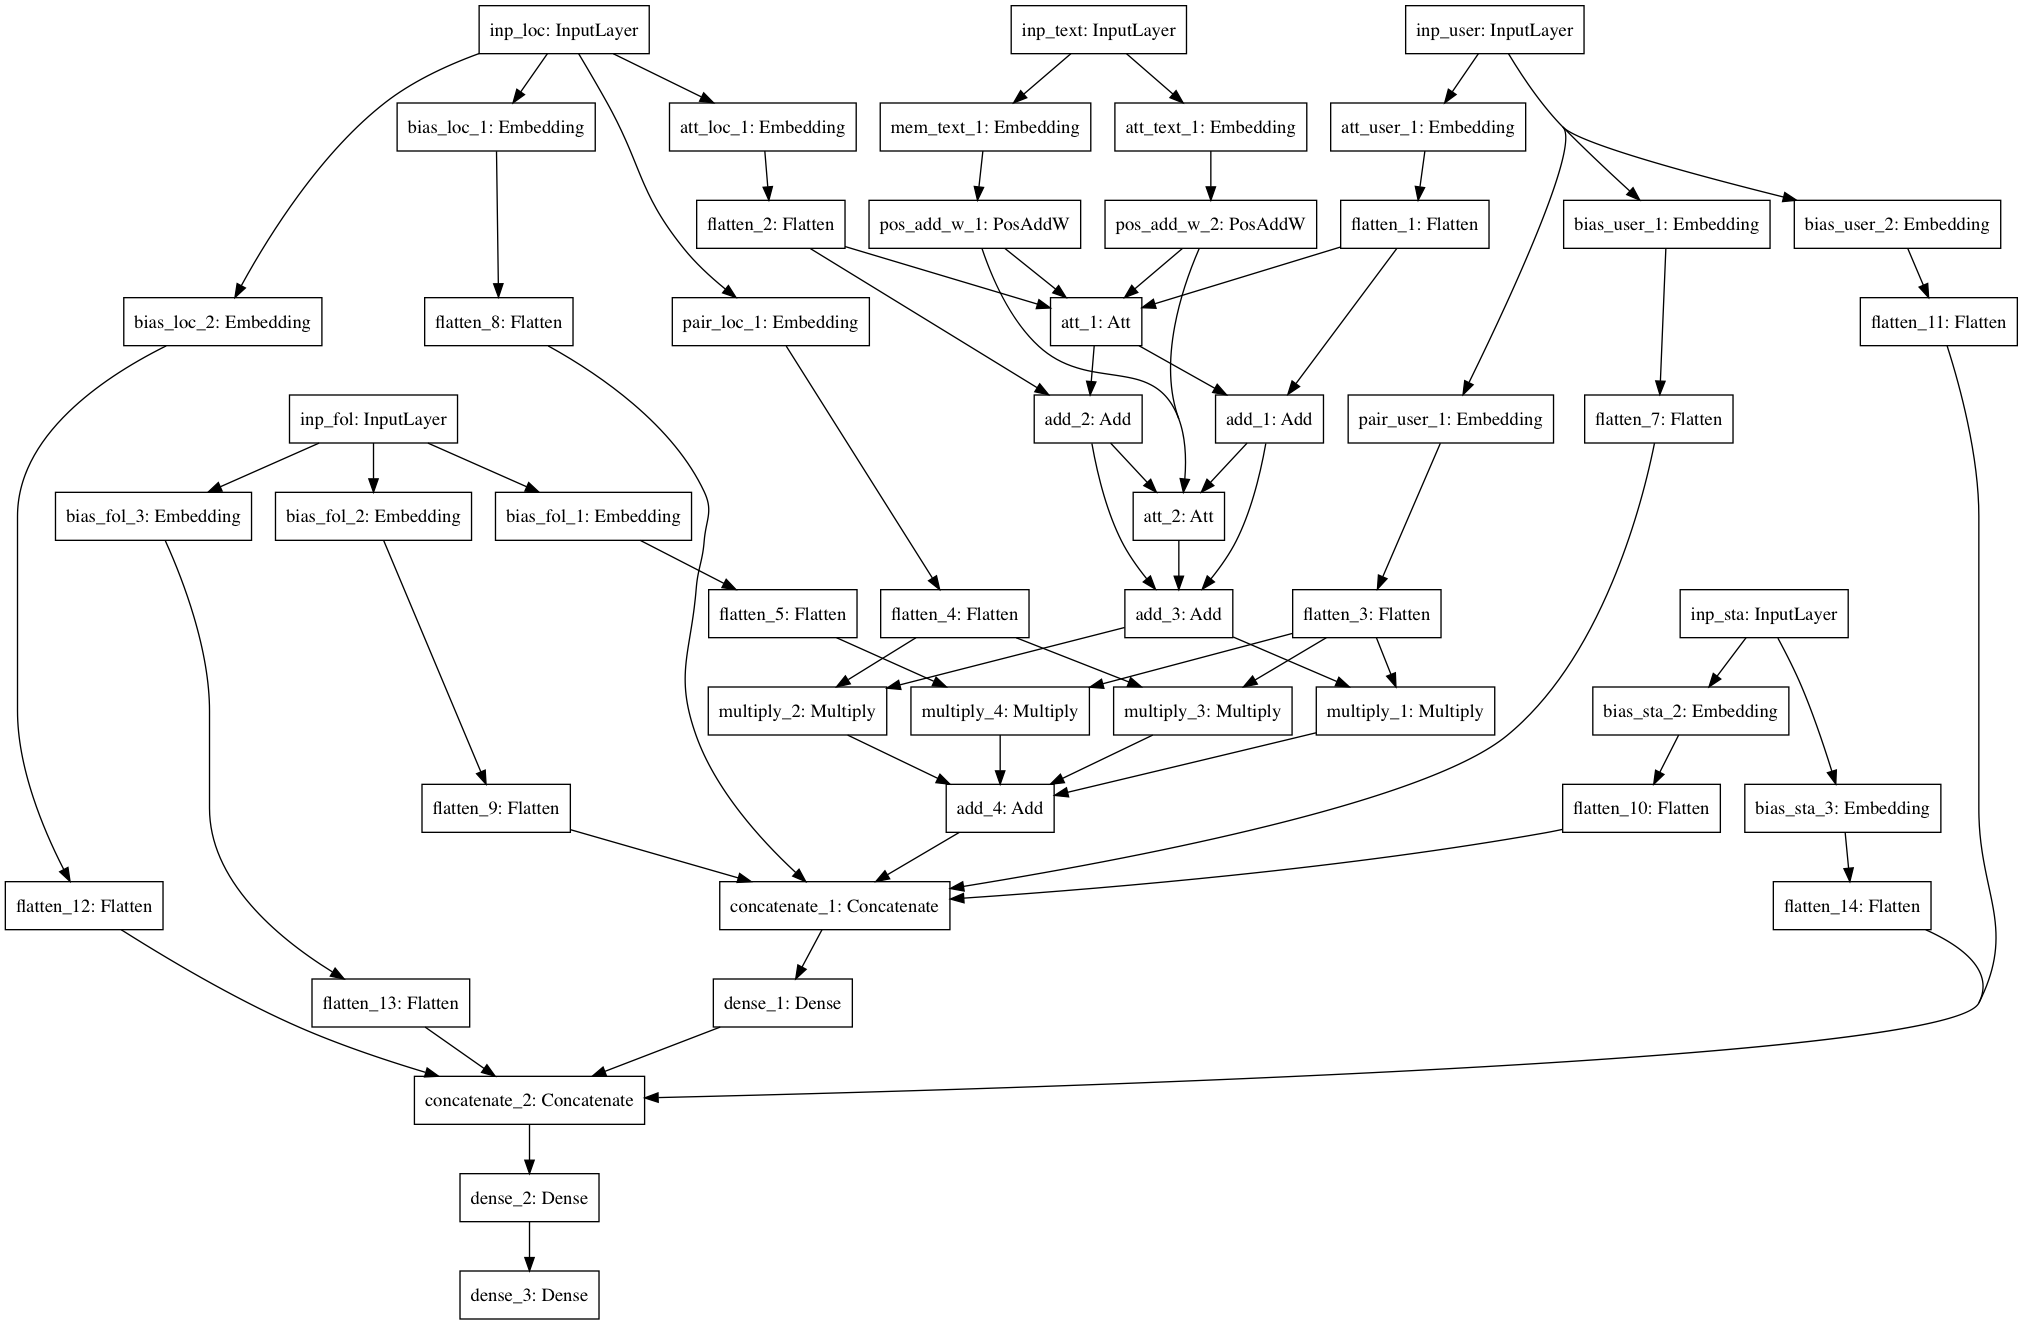 inp_loc: InputLayer
inp_text: InputLayer
inp_user: InputLayer
bias_loc_1: Embedding
att_loc_1: Embedding
mem_text_1: Embedding
att_text_1: Embedding
att_user_1: Embedding
flatten_2: Flatten
pos_add_w_1: PosAddW
pos_add_w_2: PosAddW
flatten_1: Flatten
bias_user_1: Embedding
bias_user_2: Embedding
bias_loc_2: Embedding
flatten_8: Flatten
pair_loc_1: Embedding
att_1: Att
flatten_11: Flatten
inp_fol: InputLayer
add_2: Add
add_1: Add
pair_user_1: Embedding
flatten_7: Flatten
bias_fol_3: Embedding
bias_fol_2: Embedding
bias_fol_1: Embedding
att_2: Att
flatten_5: Flatten
flatten_4: Flatten
add_3: Add
flatten_3: Flatten
inp_sta: InputLayer
multiply_2: Multiply
multiply_4: Multiply
multiply_3: Multiply
multiply_1: Multiply
bias_sta_2: Embedding
flatten_9: Flatten
add_4: Add
flatten_10: Flatten
bias_sta_3: Embedding
flatten_12: Flatten
concatenate_1: Concatenate
flatten_14: Flatten
flatten_13: Flatten
dense_1: Dense
concatenate_2: Concatenate
dense_2: Dense
dense_3: Dense